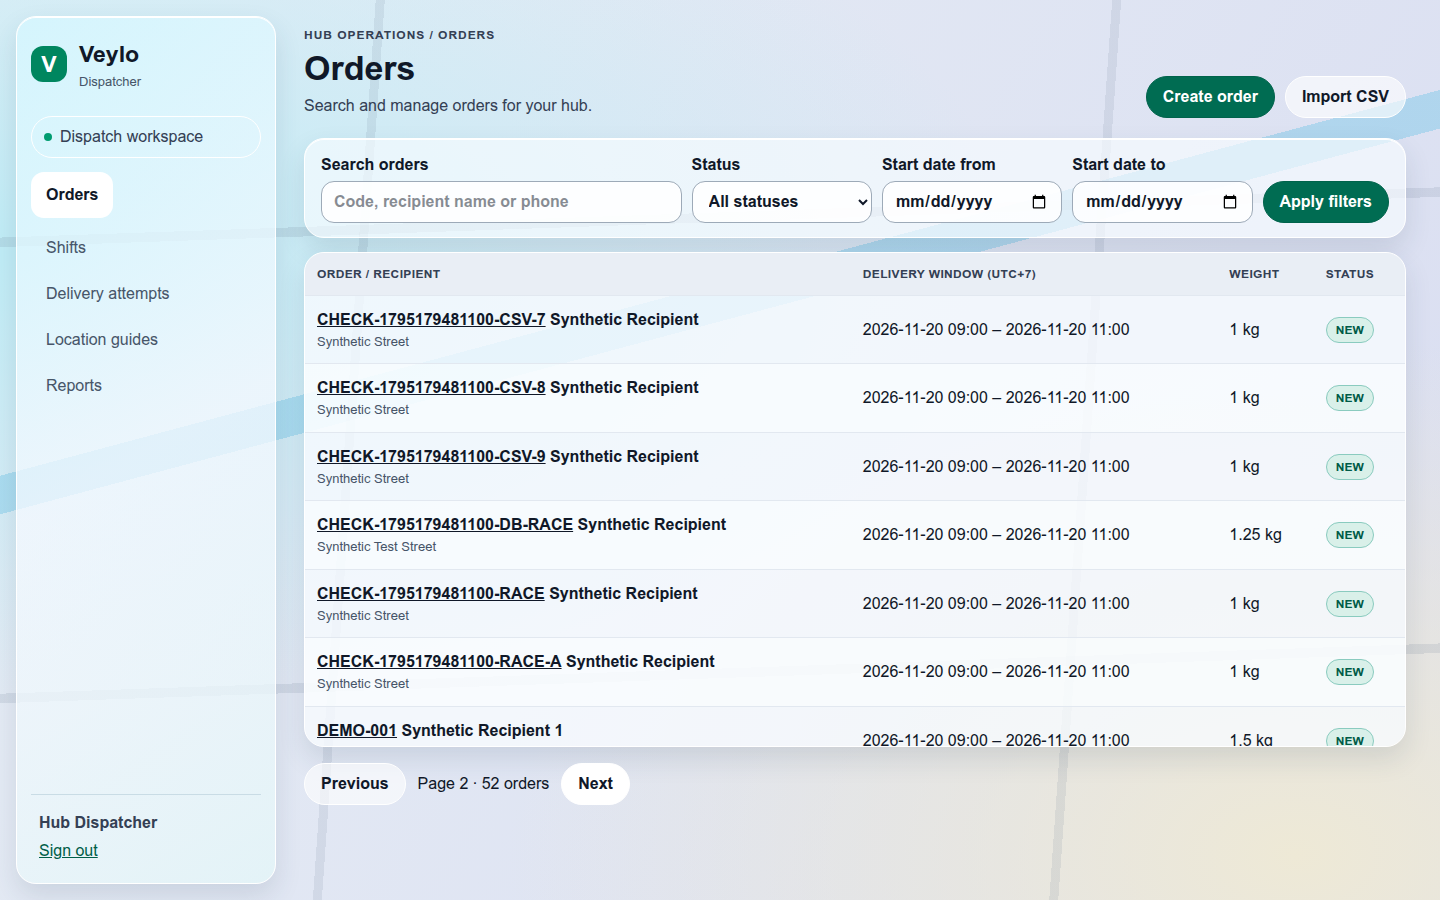 V
Veylo
Dispatcher
Dispatch workspace
Orders
Shifts
Delivery attempts
Location guides
Reports
Hub Dispatcher
Sign out
HUB OPERATIONS / ORDERS
Orders
Search and manage orders for your hub.
Create order
Import CSV
Search orders
Status
Start date from
Start date to
Code, recipient name or phone
All statuses
mm/dd/yyyy
mm/dd/yyyy
Apply filters
ORDER / RECIPIENT DELIVERY WINDOW (UTC+7) WEIGHT STATUS
CHECK-1795179481100-CSV-7 Synthetic Recipient
Synthetic Street
2026-11-20 09:00 – 2026-11-20 11:00 1 kg NEW
CHECK-1795179481100-CSV-8 Synthetic Recipient
Synthetic Street
2026-11-20 09:00 – 2026-11-20 11:00 1 kg NEW
CHECK-1795179481100-CSV-9 Synthetic Recipient
Synthetic Street
2026-11-20 09:00 – 2026-11-20 11:00 1 kg NEW
CHECK-1795179481100-DB-RACE Synthetic Recipient
Synthetic Test Street
2026-11-20 09:00 – 2026-11-20 11:00 1.25 kg NEW
CHECK-1795179481100-RACE Synthetic Recipient
Synthetic Street
2026-11-20 09:00 – 2026-11-20 11:00 1 kg NEW
CHECK-1795179481100-RACE-A Synthetic Recipient
Synthetic Street
2026-11-20 09:00 – 2026-11-20 11:00 1 kg NEW
DEMO-001 Synthetic Recipient 1
2026-11-20 09:00 – 2026-11-20 11:00 1.5 kg NEW
Previous
Page 2 · 52 orders
Next